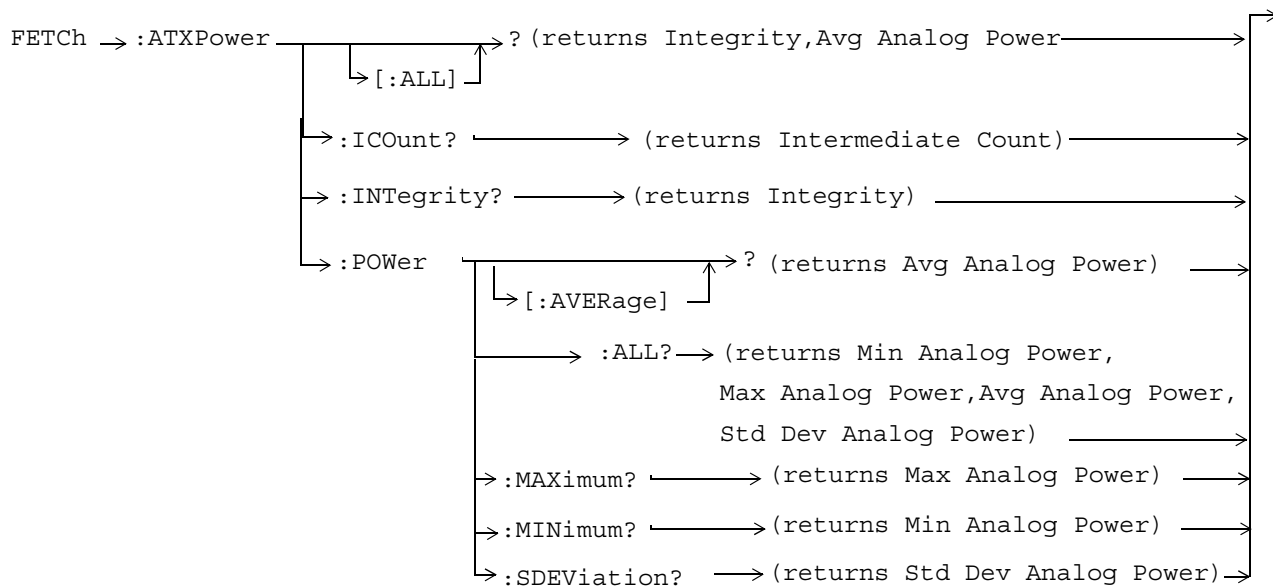 FETCh :ATXPower ? (returns Integrity,Avg Analog Power
[:ALL]
:ICOunt? (returns Intermediate Count)
:INTegrity? (returns Integrity)
:POWer ? (returns Avg Analog Power)
[:AVERage]
:ALL? (returns Min Analog Power,
Max Analog Power,Avg Analog Power,
Std Dev Analog Power)
:MAXimum? (returns Max Analog Power)
:MINimum? (returns Min Analog Power)
:SDEViation? (returns Std Dev Analog Power)